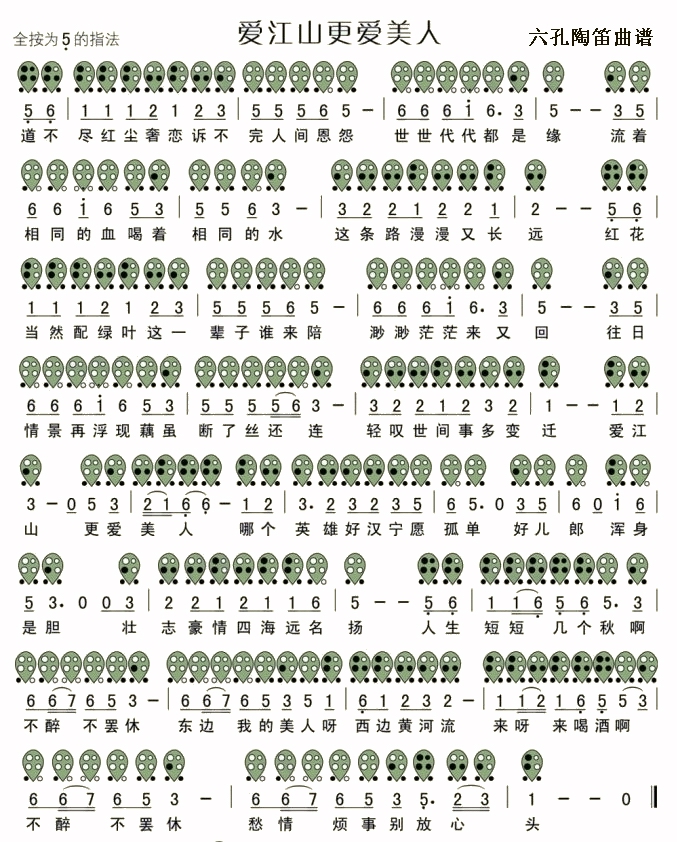 爱江山更爱美人
全按为5的指法
六孔陶笛曲谱
5 6 | 1 1 1 2 1 2 3 | 5 5 5 6 5 － | 6 6 6 i 6. 3 | 5 － － 3 5
道不 尽红尘奢恋诉不 完人间恩怨 世世代代都是缘 流着
6 6 i 6 5 3 | 5 5 6 3 － | 3 2 2 1 2 2 1 | 2 － － 5 6 |
相同的血喝着 相同的水 这条路漫漫又长 远 红花
1 1 1 2 1 2 3 | 5 5 5 6 5 － | 6 6 6 i 6. 3 | 5 － － 3 5 |
当然配绿叶这一 辈子谁来陪 渺渺茫茫来又 回 往日
6 6 6 i 6 5 3 | 5 5 5 5 6 3 － | 3 2 2 1 2 3 2 | 1 － － 1 2 |
情景再浮现藕虽 断了丝还 连 轻叹世间事多变 迁 爱江
3 － 0 5 3 | 2 1 6 6 － 1 2 | 3. 2 3 2 3 5 | 6 5. 0 3 5 | 6 0 i 6
山 更爱 美 人 哪个 英雄好汉宁愿 孤单 好儿 郎 浑身
5 3. 0 0 3 | 2 2 1 2 1 1 6 | 5 － － 5 6 | 1 1 6 5 6 5. 3 |
是胆 壮 志豪情四海远名 扬 人生 短短 几个秋啊
6 6 7 6 5 3 － | 6 6 7 6 5 3 5 1 | 6 1 2 3 2 － | 1 1 2 1 6 5 5 3 |
不醉 不罢休 东边 我的美人呀 西边黄河流 来呀 来喝酒啊
6 6 7 6 5 3 － | 6 6 7 6 5 3 5. 2 3 | 1 － － 0
不醉 不罢休 愁情 烦事别放心 头